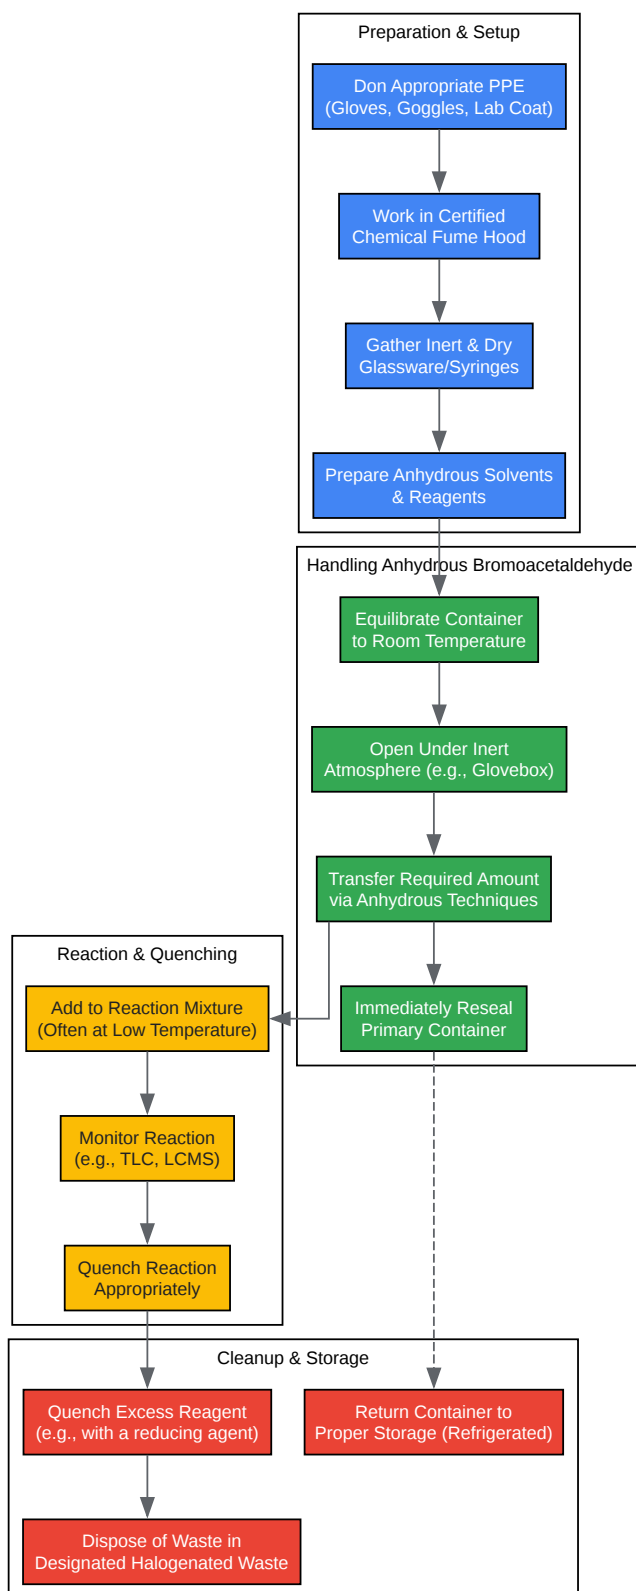 Preparation & Setup
Don Appropriate PPE
(Gloves, Goggles, Lab Coat)
Work in Certified
Chemical Fume Hood
Gather Inert & Dry
Glassware/Syringes
Prepare Anhydrous Solvents
& Reagents
Handling Anhydrous Bromoacetaldehyde
Equilibrate Container
to Room Temperature
Open Under Inert
Atmosphere (e.g., Glovebox)
Transfer Required Amount
via Anhydrous Techniques
Immediately Reseal
Primary Container
Reaction & Quenching
Add to Reaction Mixture
(Often at Low Temperature)
Monitor Reaction
(e.g., TLC, LCMS)
Quench Reaction
Appropriately
Cleanup & Storage
Quench Excess Reagent
(e.g., with a reducing agent)
Return Container to
Proper Storage (Refrigerated)
Dispose of Waste in
Designated Halogenated Waste